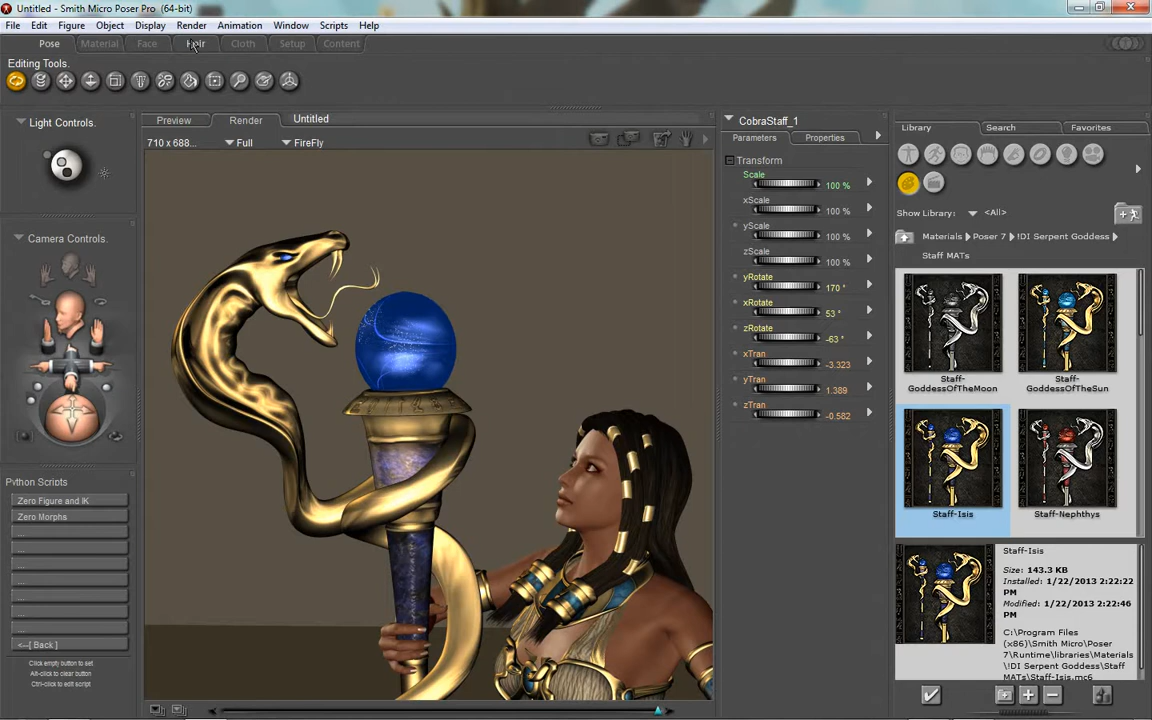 Untitled - Smith Micro Poser Pro (64-bit)
File Edit Figure Object Display Render Animation Window Scripts Help
Pose Material Face Hair Cloth Setup Content
Editing Tools.
Light Controls.
Preview Render Untitled
710 x 688... Full FireFly
Camera Controls.
Python Scripts
Zero Figure and IK
Zero Morphs
...
...
...
...
...
...
...
<---[ Back ]
Click empty button to set
Alt-click to clear button
Ctrl-click to edit script
CobraStaff_1
Parameters Properties
Transform
Scale
100 %
xScale
100 %
yScale
100 %
zScale
100 %
yRotate
170 °
xRotate
53 °
zRotate
-63 °
xTran
-3.323
yTran
1.389
zTran
-0.582
Library Search Favorites
Show Library: <All>
Materials Poser 7 !DI Serpent Goddess
Staff MATs
Staff-GoddessOfTheMoon
Staff-GoddessOfTheSun
Staff-Isis
Staff-Nephthys
Staff-Isis
Size: 143.3 KB
Installed: 1/22/2013 2:22:22 PM
Modified: 1/22/2013 2:22:46 PM
C:\Program Files
(x86)\Smith Micro\Poser
7\Runtime\libraries\Materials
\!DI Serpent Goddess\Staff
MATs\Staff-Isis.mc6